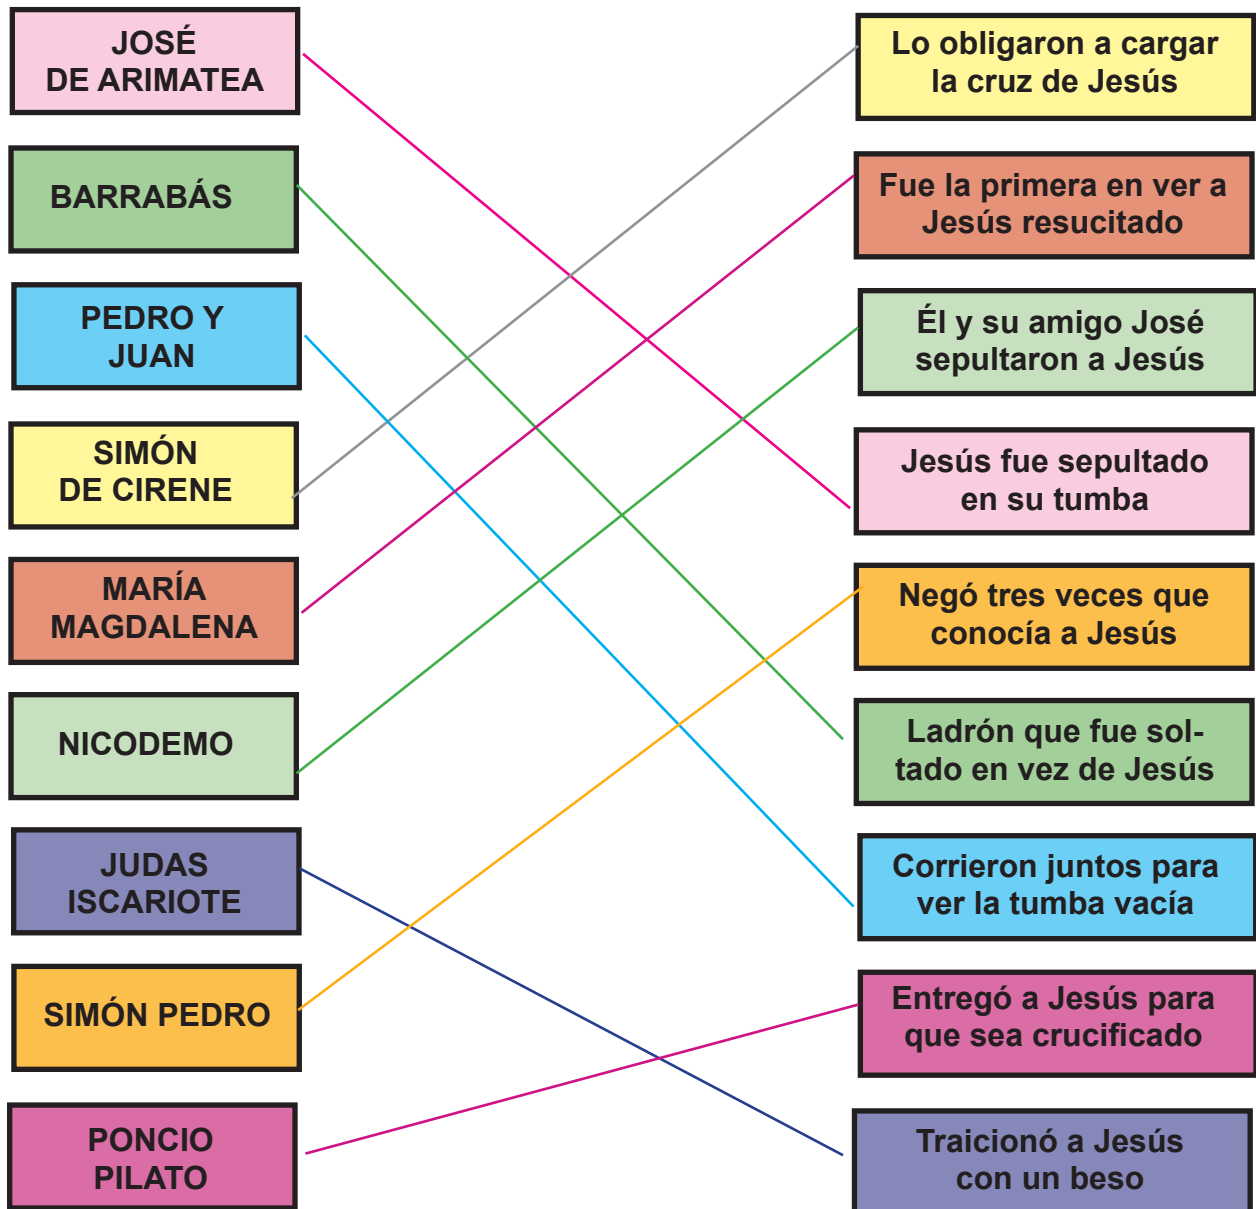 JOSÉ
DE ARIMATEA
BARRABÁS
PEDRO Y
JUAN
SIMÓN
DE CIRENE
MARÍA
MAGDALENA
NICODEMO
JUDAS
ISCARIOTE
SIMÓN PEDRO
PONCIO
PILATO
Lo obligaron a cargar
la cruz de Jesús
Fue la primera en ver a
Jesús resucitado
Él y su amigo José
sepultaron a Jesús
Jesús fue sepultado
en su tumba
Negó tres veces que
conocía a Jesús
Ladrón que fue sol-
tado en vez de Jesús
Corrieron juntos para
ver la tumba vacía
Entregó a Jesús para
que sea crucificado
Traicionó a Jesús
con un beso